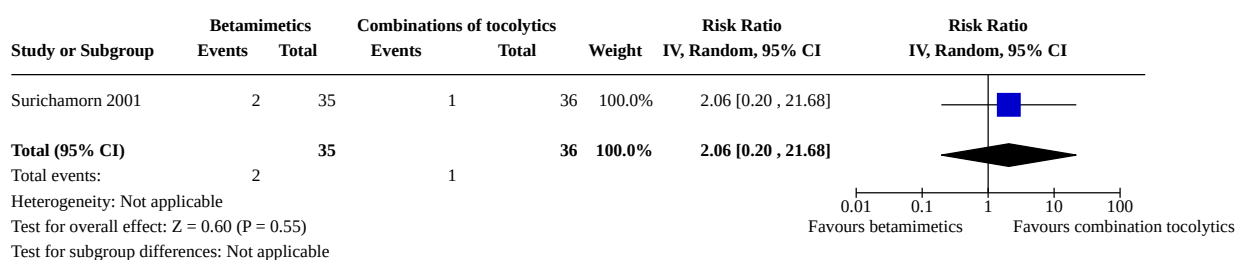 Betamimetics Combinations of tocolytics Risk Ratio Risk Ratio
Study or Subgroup Events Total Events Total Weight IV, Random, 95% CI IV, Random, 95% CI
Surichamorn 2001 2 35 1 36 100.0% 2.06 [0.20 , 21.68]
Total (95% CI) 35 36 100.0% 2.06 [0.20 , 21.68]
Total events: 2 1
Heterogeneity: Not applicable
0.01 0.1 1 10 100
Test for overall effect: Z = 0.60 (P = 0.55) Favours betamimetics Favours combination tocolytics
Test for subgroup differences: Not applicable